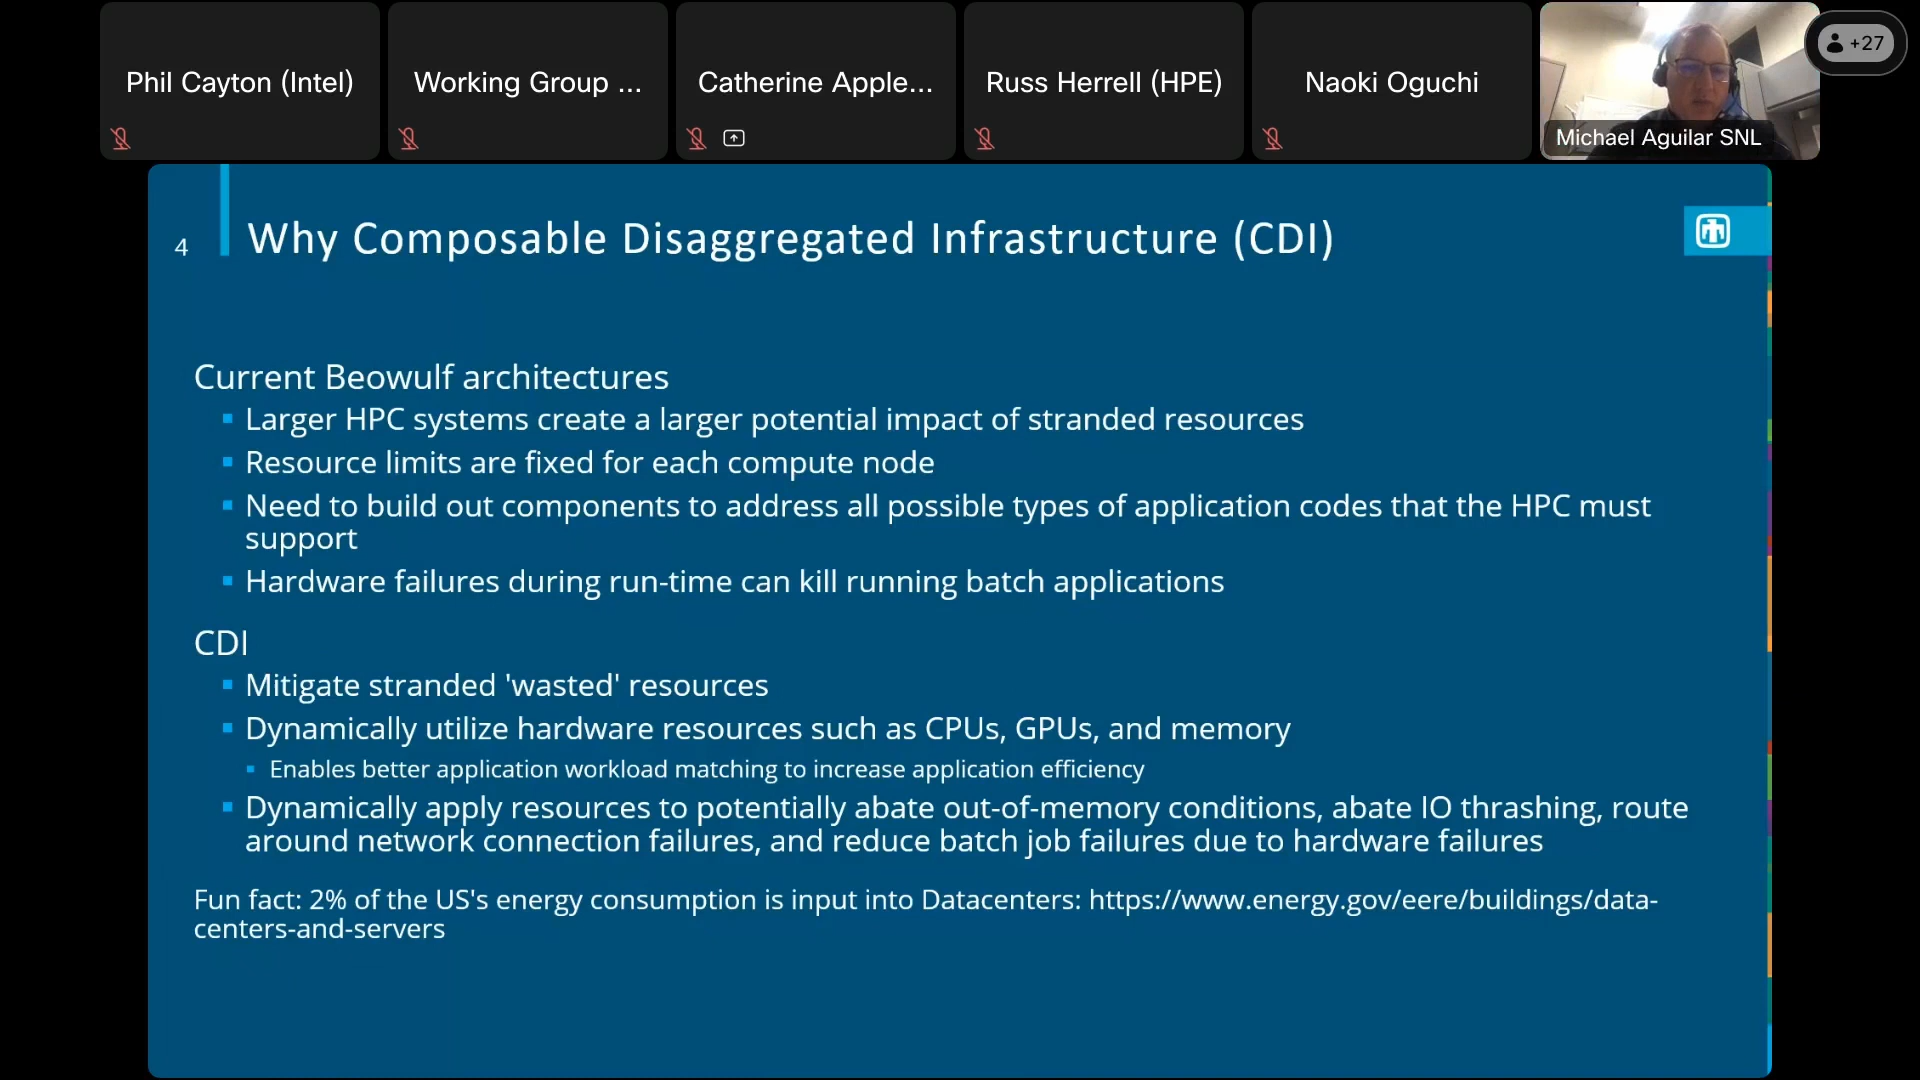 Phil Cayton (Intel)
Working Group ...
Catherine Apple...
Russ Herrell (HPE)
Naoki Oguchi
Michael Aguilar SNL
+27
4
Why Composable Disaggregated Infrastructure (CDI)
Current Beowulf architectures
Larger HPC systems create a larger potential impact of stranded resources
Resource limits are fixed for each compute node
Need to build out components to address all possible types of application codes that the HPC must
support
Hardware failures during run-time can kill running batch applications
CDI
Mitigate stranded 'wasted' resources
Dynamically utilize hardware resources such as CPUs, GPUs, and memory
Enables better application workload matching to increase application efficiency
Dynamically apply resources to potentially abate out-of-memory conditions, abate IO thrashing, route
around network connection failures, and reduce batch job failures due to hardware failures
Fun fact: 2% of the US's energy consumption is input into Datacenters: https://www.energy.gov/eere/buildings/data-
centers-and-servers